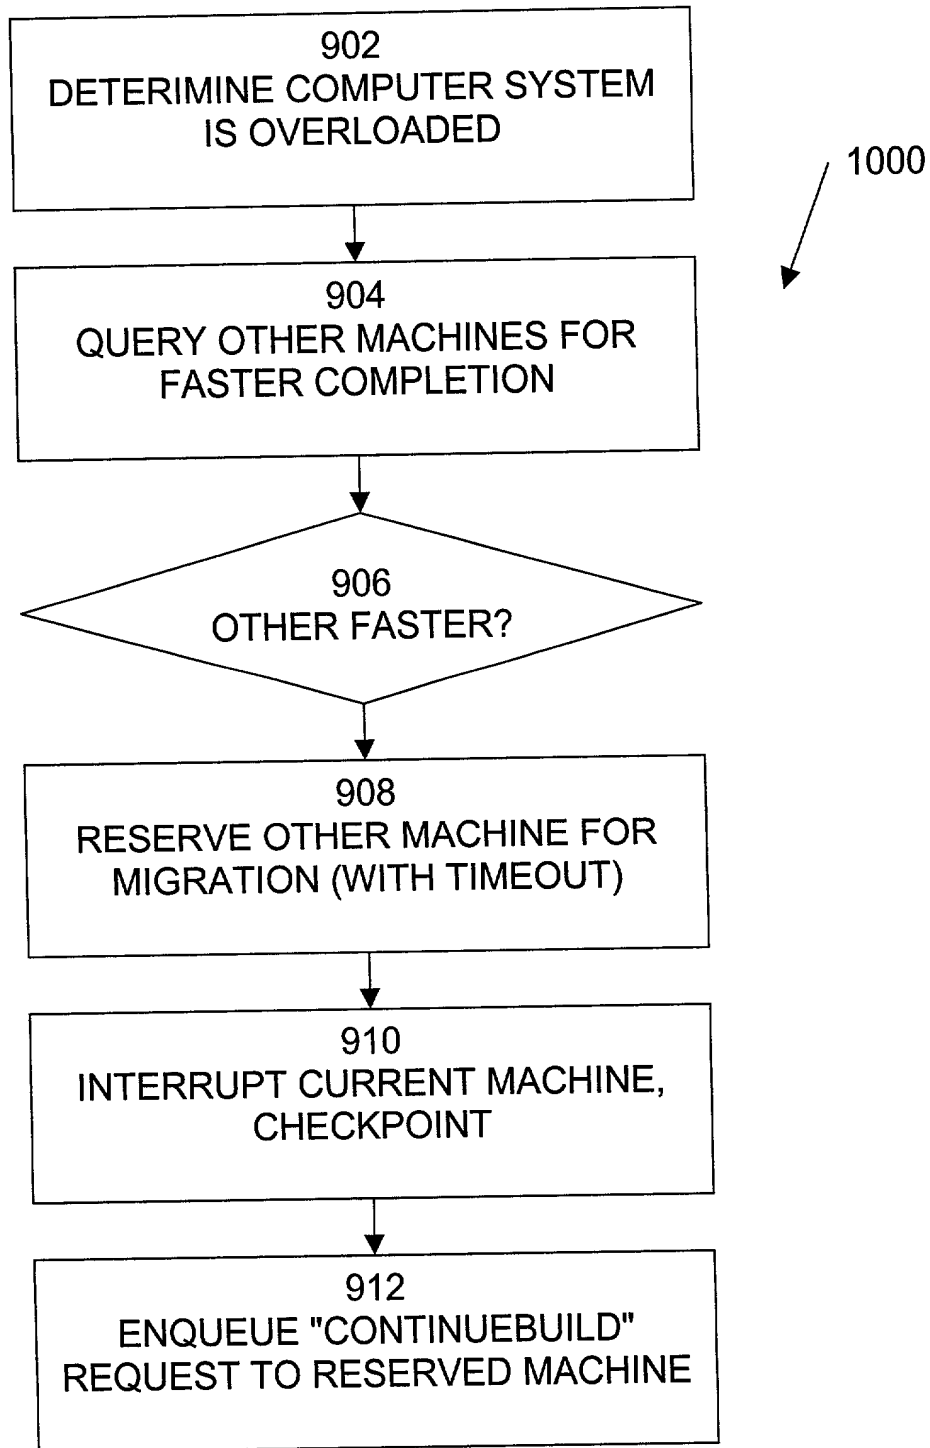 902
DETERIMINE COMPUTER SYSTEM
IS OVERLOADED
1000
904
QUERY OTHER MACHINES FOR
FASTER COMPLETION
906
OTHER FASTER?
908
RESERVE OTHER MACHINE FOR
MIGRATION (WITH TIMEOUT)
910
INTERRUPT CURRENT MACHINE,
CHECKPOINT
912
ENQUEUE "CONTINUEBUILD"
REQUEST TO RESERVED MACHINE